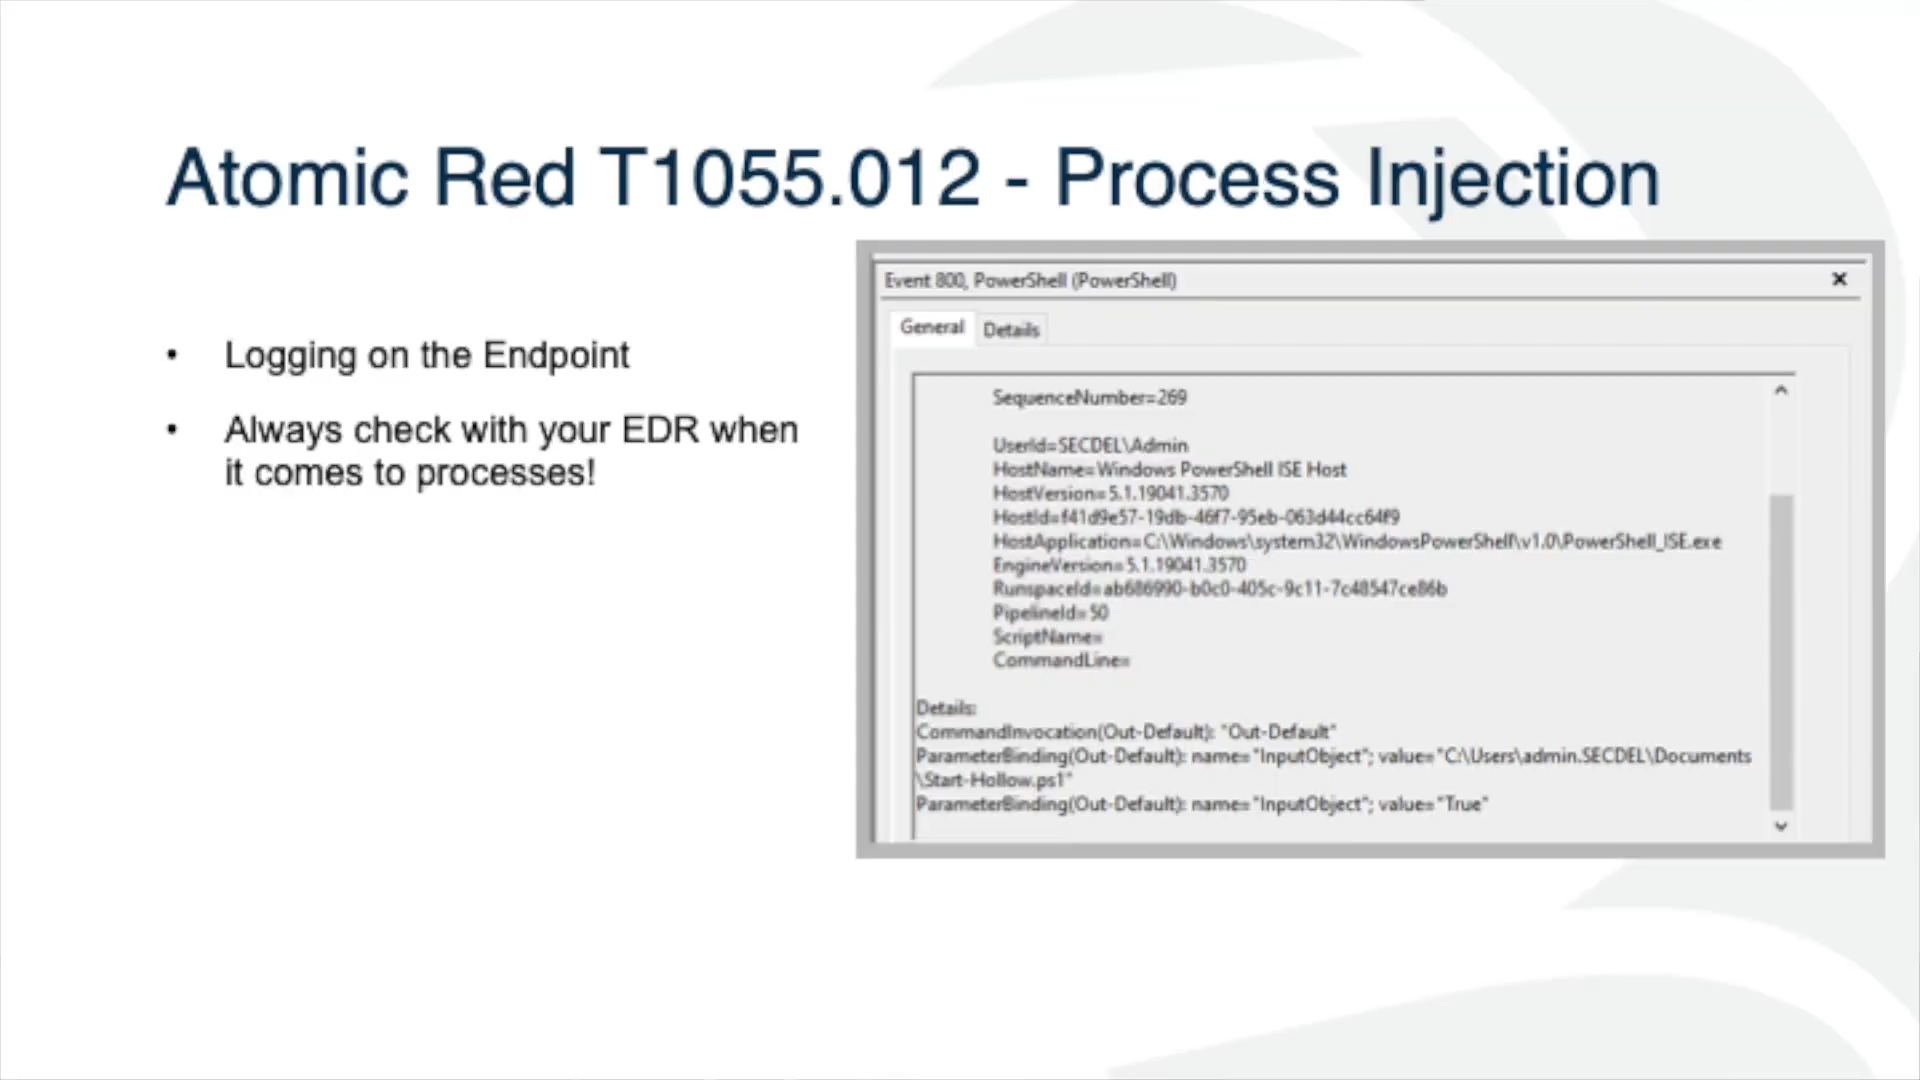 Atomic Red T1055.012 - Process Injection
• Logging on the Endpoint
• Always check with your EDR when
it comes to processes!
Event 800, PowerShell (PowerShell)
General Details
SequenceNumber=269
UserId=SECDEL\Admin
HostName=Windows PowerShell ISE Host
HostVersion=5.1.19041.3570
HostId=f41d9e57-19db-46f7-95eb-063d44cc64f9
HostApplication=C:\Windows\system32\WindowsPowerShell\v1.0\PowerShell_ISE.exe
EngineVersion=5.1.19041.3570
RunspaceId=ab686990-b0c0-405c-9c11-7c48547ce86b
PipelineId=50
ScriptName=
CommandLine=
Details:
CommandInvocation(Out-Default): "Out-Default"
ParameterBinding(Out-Default): name="InputObject"; value="C:\Users\admin.SECDEL\Documents
\Start-Hollow.ps1"
ParameterBinding(Out-Default): name="InputObject"; value="True"